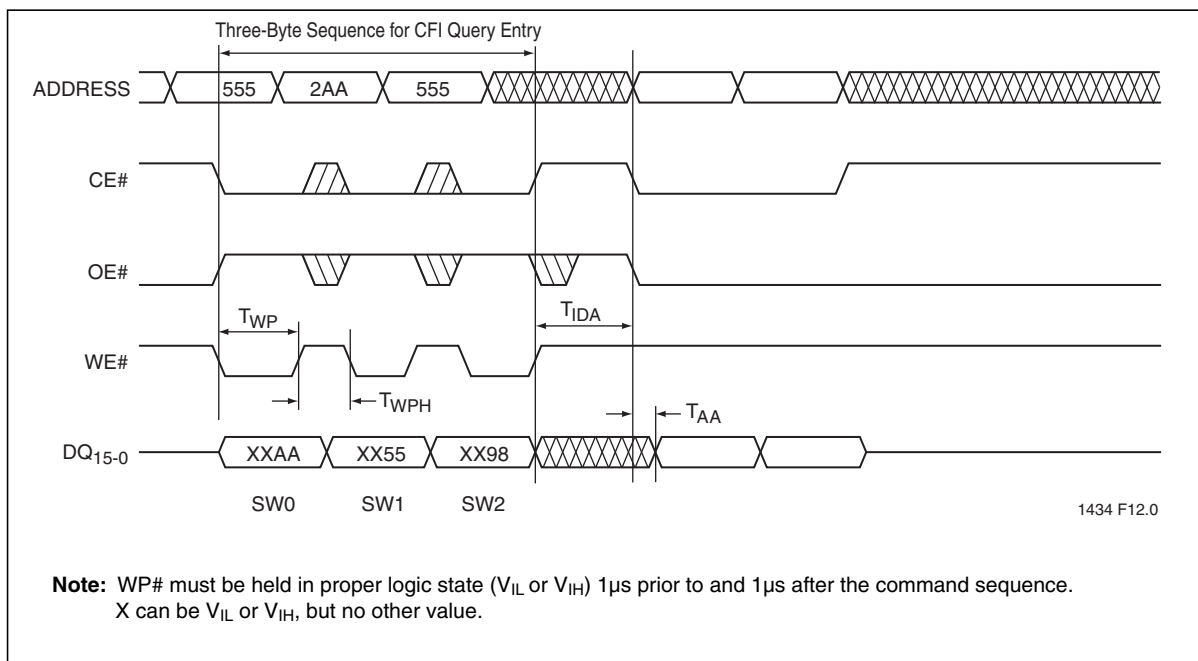 Three-Byte Sequence for CFI Query Entry
ADDRESS 555 2AA 555
CE#
OE#
TWP TIDA
WE#
TWPH
TAA
DQ15-0 XXAA XX55 XX98
SW0 SW1 SW2
1434 F12.0
Note: WP# must be held in proper logic state (VIL or VIH) 1µs prior to and 1µs after the command sequence.
X can be VIL or VIH, but no other value.